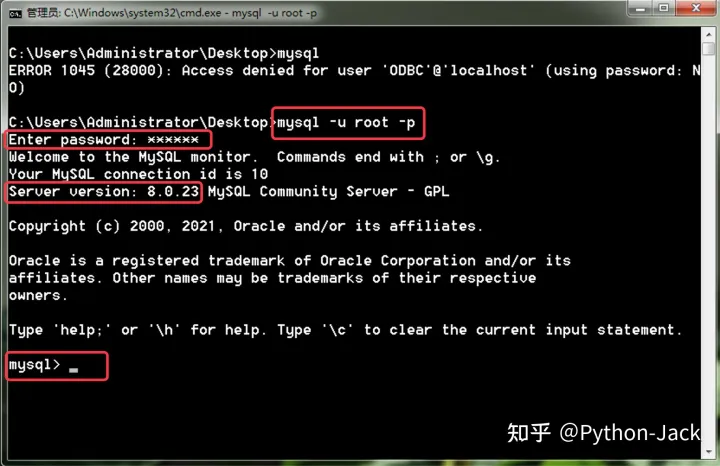 管理员: C:\Windows\system32\cmd.exe - mysql -u root -p
C:\Users\Administrator\Desktop>mysql
ERROR 1045 (28000): Access denied for user 'ODBC'@'localhost' (using password: N
O)
C:\Users\Administrator\Desktop>mysql -u root -p
Enter password: ******
Welcome to the MySQL monitor.  Commands end with ; or \g.
Your MySQL connection id is 10
Server version: 8.0.23 MySQL Community Server - GPL
Copyright (c) 2000, 2021, Oracle and/or its affiliates.
Oracle is a registered trademark of Oracle Corporation and/or its
affiliates. Other names may be trademarks of their respective
owners.
Type 'help;' or '\h' for help. Type '\c' to clear the current input statement.
mysql> _
知乎 @Python-Jack